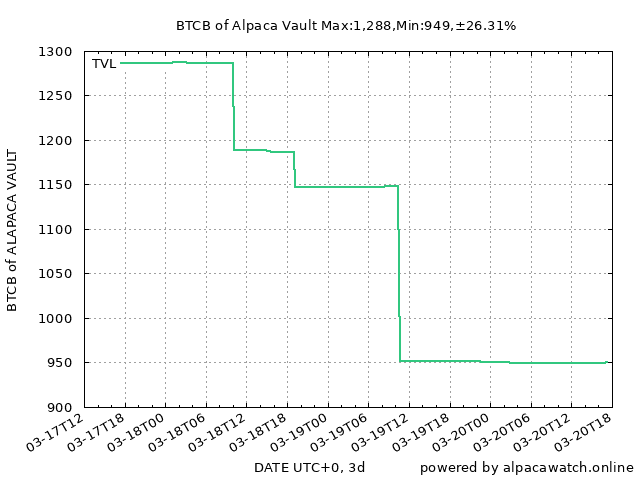 BTCB of Alpaca Vault Max:1,288,Min:949,±26.31%
BTCB of ALAPACA VAULT
TVL
1300
1250
1200
1150
1100
1050
1000
950
900
03-17T12
03-17T18
03-18T00
03-18T06
03-18T12
03-18T18
03-19T00
03-19T06
03-19T12
03-19T18
03-20T00
03-20T06
03-20T12
03-20T18
DATE UTC+0, 3d
powered by alpacawatch.online